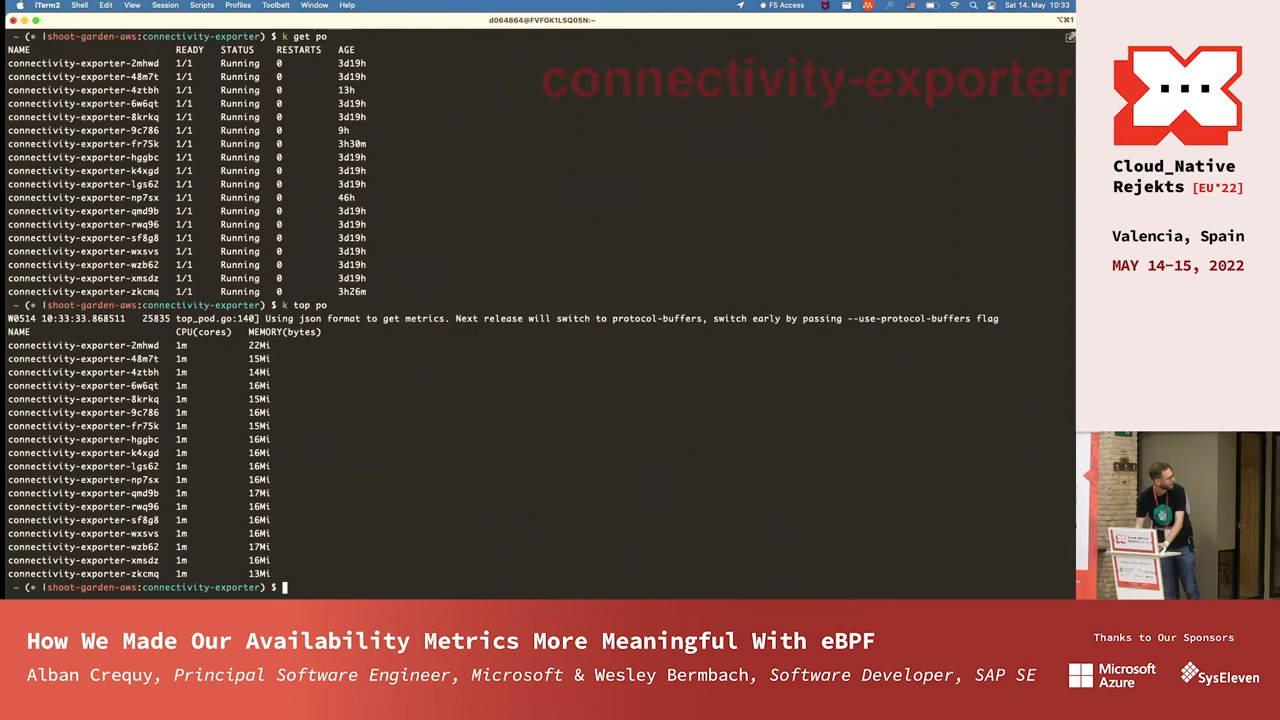 iTerm2 Shell Edit View Session Scripts Profiles Toolbelt Window Help
F5 Access Sat 14. May 10:33
d064864@FVFGK1LSQ05N:~
⌥⌘1
~ (* |shoot-garden-aws:connectivity-exporter) $ k get po
NAME READY STATUS RESTARTS AGE
connectivity-exporter-2mhwd 1/1 Running 0 3d19h
connectivity-exporter-48m7t 1/1 Running 0 3d19h
connectivity-exporter-4ztbh 1/1 Running 0 13h
connectivity-exporter-6w6qt 1/1 Running 0 3d19h
connectivity-exporter-8krkq 1/1 Running 0 3d19h
connectivity-exporter-9c786 1/1 Running 0 9h
connectivity-exporter-fr75k 1/1 Running 0 3h30m
connectivity-exporter-hggbc 1/1 Running 0 3d19h
connectivity-exporter-k4xgd 1/1 Running 0 3d19h
connectivity-exporter-lgs62 1/1 Running 0 3d19h
connectivity-exporter-np7sx 1/1 Running 0 46h
connectivity-exporter-qmd9b 1/1 Running 0 3d19h
connectivity-exporter-rwq96 1/1 Running 0 3d19h
connectivity-exporter-sf8g8 1/1 Running 0 3d19h
connectivity-exporter-wxsvs 1/1 Running 0 3d19h
connectivity-exporter-wzb62 1/1 Running 0 3d19h
connectivity-exporter-xmsdz 1/1 Running 0 3d19h
connectivity-exporter-zkcmq 1/1 Running 0 3h26m
~ (* |shoot-garden-aws:connectivity-exporter) $ k top po
W0514 10:33:33.868511 25835 top_pod.go:140] Using json format to get metrics. Next release will switch to protocol-buffers, switch early by passing --use-protocol-buffers flag
NAME CPU(cores) MEMORY(bytes)
connectivity-exporter-2mhwd 1m 22Mi
connectivity-exporter-48m7t 1m 15Mi
connectivity-exporter-4ztbh 1m 14Mi
connectivity-exporter-6w6qt 1m 16Mi
connectivity-exporter-8krkq 1m 15Mi
connectivity-exporter-9c786 1m 16Mi
connectivity-exporter-fr75k 1m 15Mi
connectivity-exporter-hggbc 1m 16Mi
connectivity-exporter-k4xgd 1m 16Mi
connectivity-exporter-lgs62 1m 16Mi
connectivity-exporter-np7sx 1m 16Mi
connectivity-exporter-qmd9b 1m 17Mi
connectivity-exporter-rwq96 1m 16Mi
connectivity-exporter-sf8g8 1m 16Mi
connectivity-exporter-wxsvs 1m 16Mi
connectivity-exporter-wzb62 1m 17Mi
connectivity-exporter-xmsdz 1m 16Mi
connectivity-exporter-zkcmq 1m 13Mi
~ (* |shoot-garden-aws:connectivity-exporter) $
connectivity-exporter
Cloud_Native
Rejekts [EU*22]
Valencia, Spain
MAY 14-15, 2022
How We Made Our Availability Metrics More Meaningful With eBPF
Alban Crequy, Principal Software Engineer, Microsoft & Wesley Bermbach, Software Developer, SAP SE
Thanks to Our Sponsors
Microsoft
Azure
SysEleven